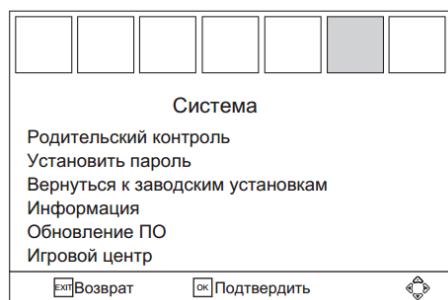 Система
Родительский контроль
Установить пароль
Вернуться к заводским установкам
Информация
Обновление ПО
Игровой центр
EXIT Возврат OK Подтвердить